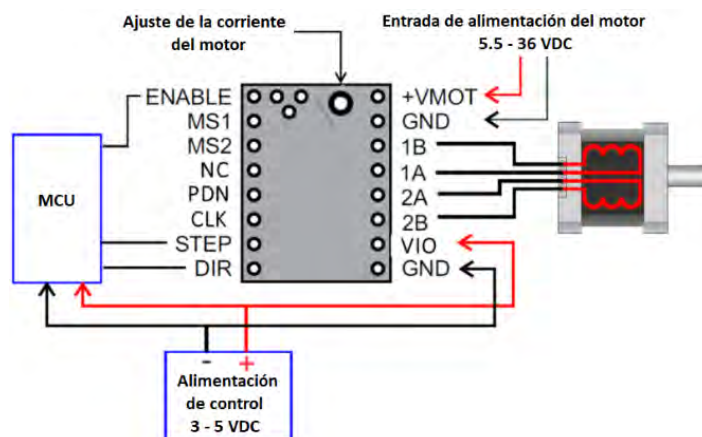 Ajuste de la corriente
del motor
Entrada de alimentación del motor
5.5 - 36 VDC
ENABLE
MS1
MS2
NC
PDN
CLK
STEP
DIR
+VMOT
GND
1B
1A
2A
2B
VIO
GND
MCU
- +
Alimentación
de control
3 - 5 VDC